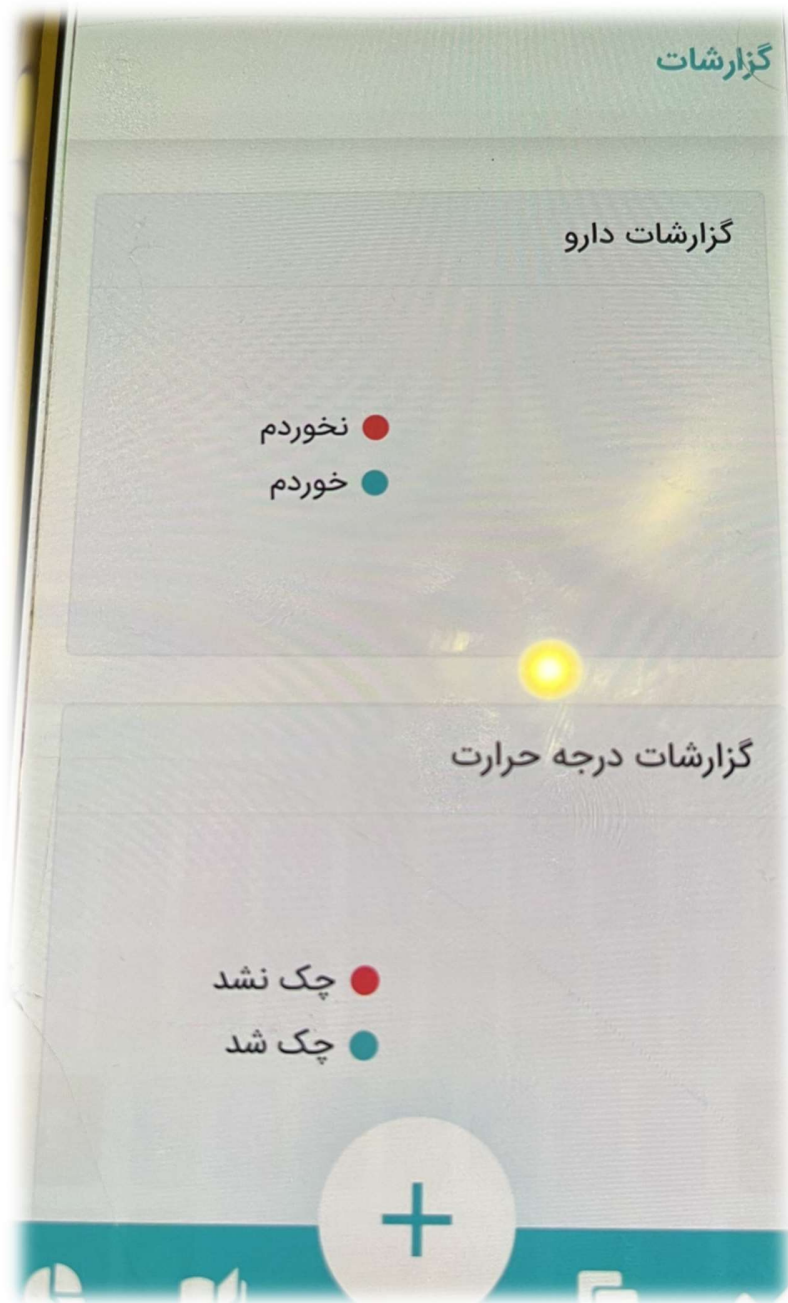 گزارشات
گزارشات دارو
نخوردم
خوردم
گزارشات درجه حرارت
چک نشد
چک شد
+